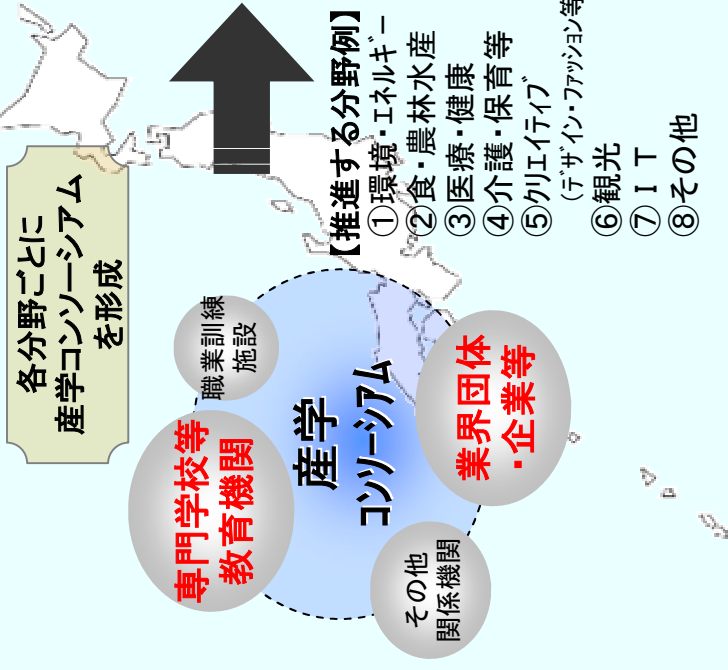 各分野ごとに
産学コンソーシアム
を形成
職業訓練
施設
専門学校等
教育機関
産学
コンソーシアム
業界団体
・企業等
その他
関係機関
【推進する分野例】
①環境・エネルギー
②食・農林水産
③医療・健康
④介護・保育等
⑤クリエイティブ
（デザイン・ファッション等
⑥観光
⑦ＩＴ
⑧その他